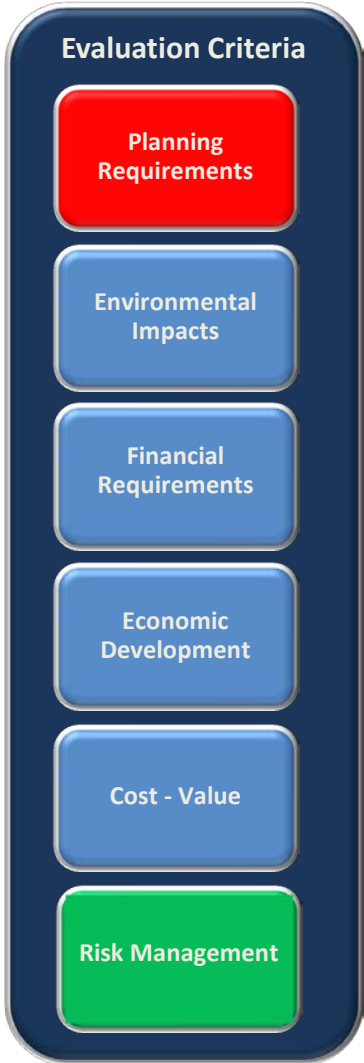 Evaluation Criteria
Planning
Requirements
Environmental
Impacts
Financial
Requirements
Economic
Development
Cost - Value
Risk Management